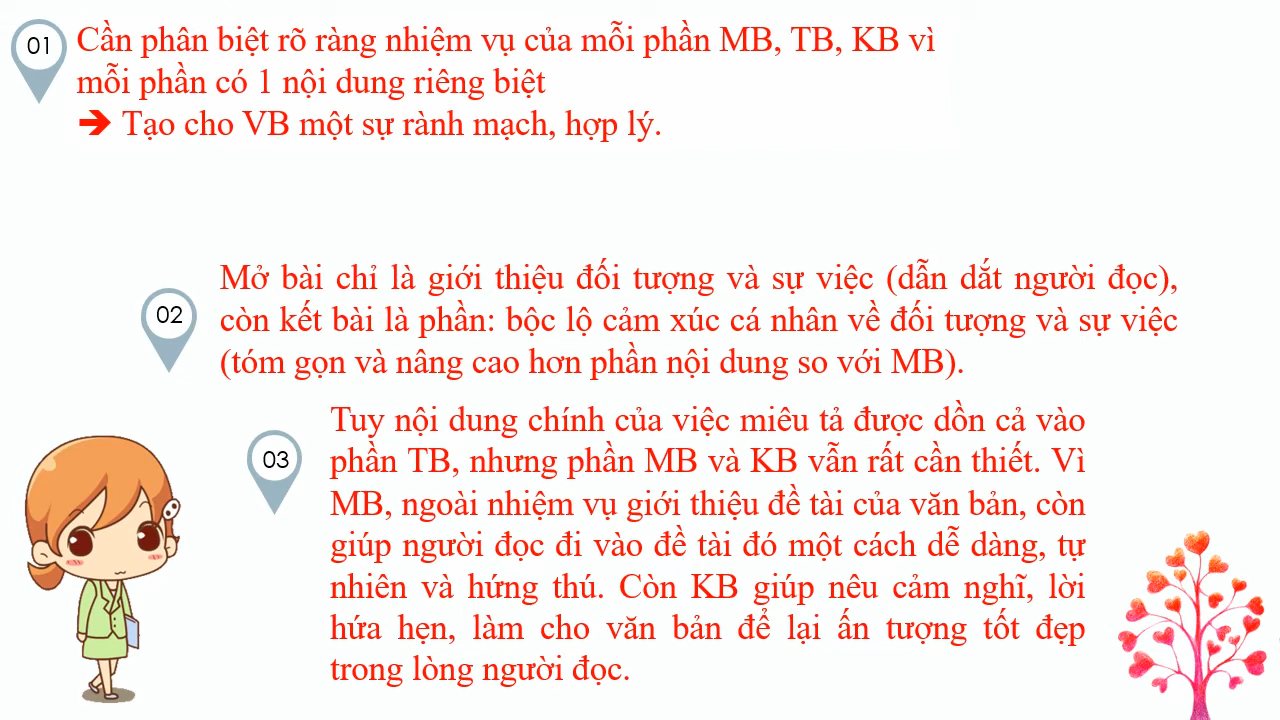 01
Cần phân biệt rõ ràng nhiệm vụ của mỗi phần MB, TB, KB vì
mỗi phần có 1 nội dung riêng biệt
➔ Tạo cho VB một sự rành mạch, hợp lý.
02
Mở bài chỉ là giới thiệu đối tượng và sự việc (dẫn dắt người đọc),
còn kết bài là phần: bộc lộ cảm xúc cá nhân về đối tượng và sự việc
(tóm gọn và nâng cao hơn phần nội dung so với MB).
03
Tuy nội dung chính của việc miêu tả được dồn cả vào
phần TB, nhưng phần MB và KB vẫn rất cần thiết. Vì
MB, ngoài nhiệm vụ giới thiệu đề tài của văn bản, còn
giúp người đọc đi vào đề tài đó một cách dễ dàng, tự
nhiên và hứng thú. Còn KB giúp nêu cảm nghĩ, lời
hứa hẹn, làm cho văn bản để lại ấn tượng tốt đẹp
trong lòng người đọc.